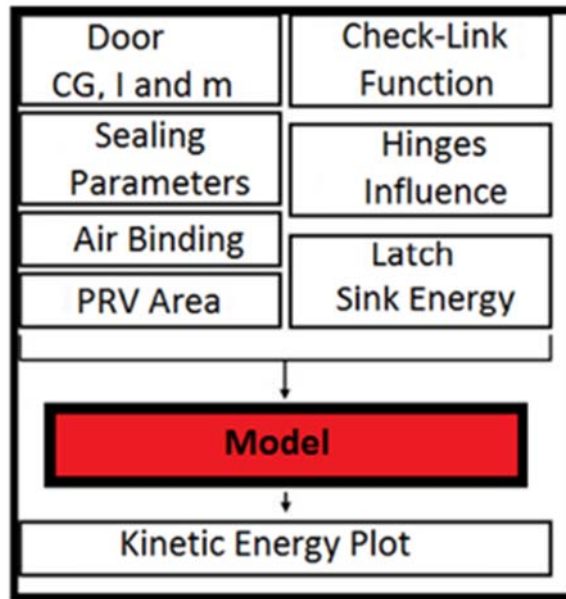 Door
CG, I and m
Sealing
Parameters
Air Binding
PRV Area
Check-Link
Function
Hinges
Influence
Latch
Sink Energy
Model
Kinetic Energy Plot